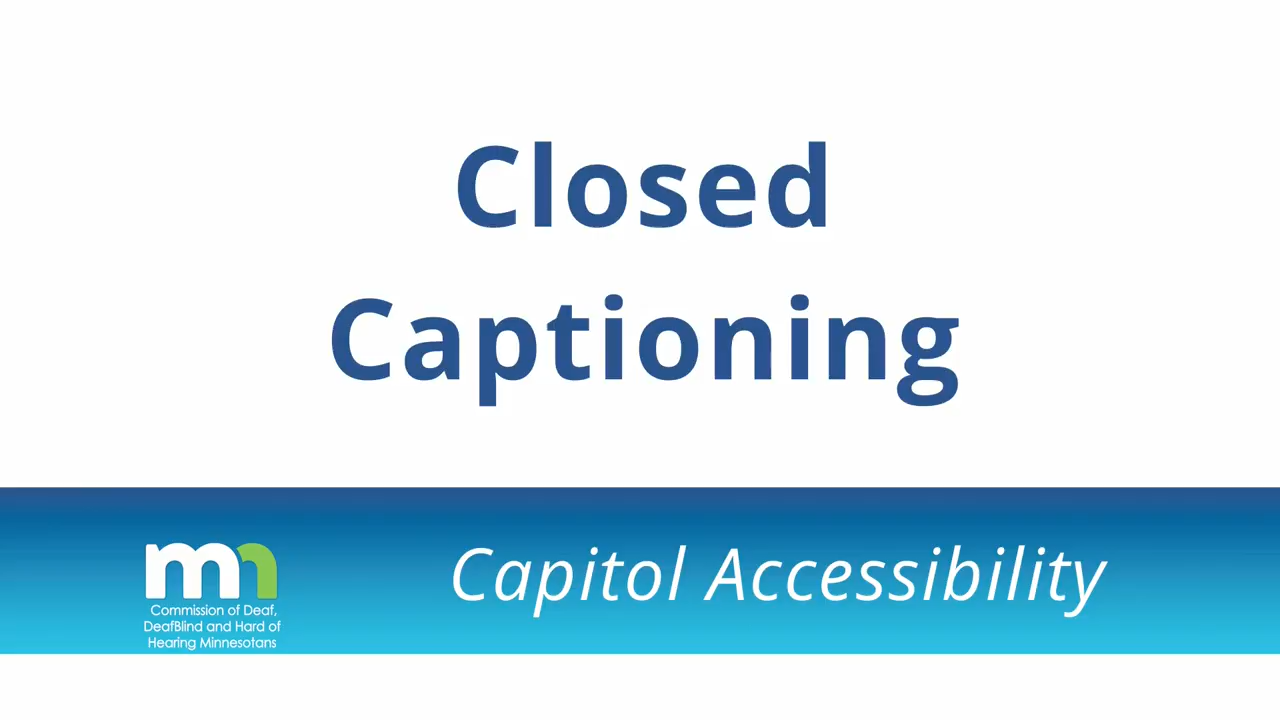 Closed
Captioning
Capitol Accessibility
mn
Commission of Deaf,
DeafBlind and Hard of
Hearing Minnesotans